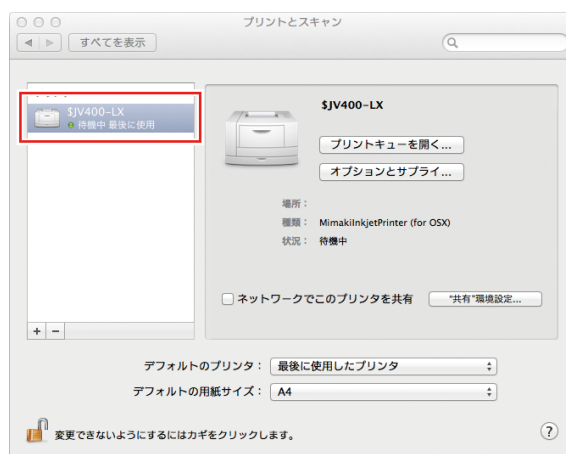 プリントとスキャン
すべてを表示
$JV400-LX
待機中 最後に使用
$JV400-LX
プリントキューを開く...
オプションとサプライ...
場所：
種類： MimakiInkjetPrinter (for OSX)
状況： 待機中
ネットワークでこのプリンタを共有 "共有"環境設定...
+ −
デフォルトのプリンタ： 最後に使用したプリンタ
デフォルトの用紙サイズ： A4
変更できないようにするにはカギをクリックします。 ?